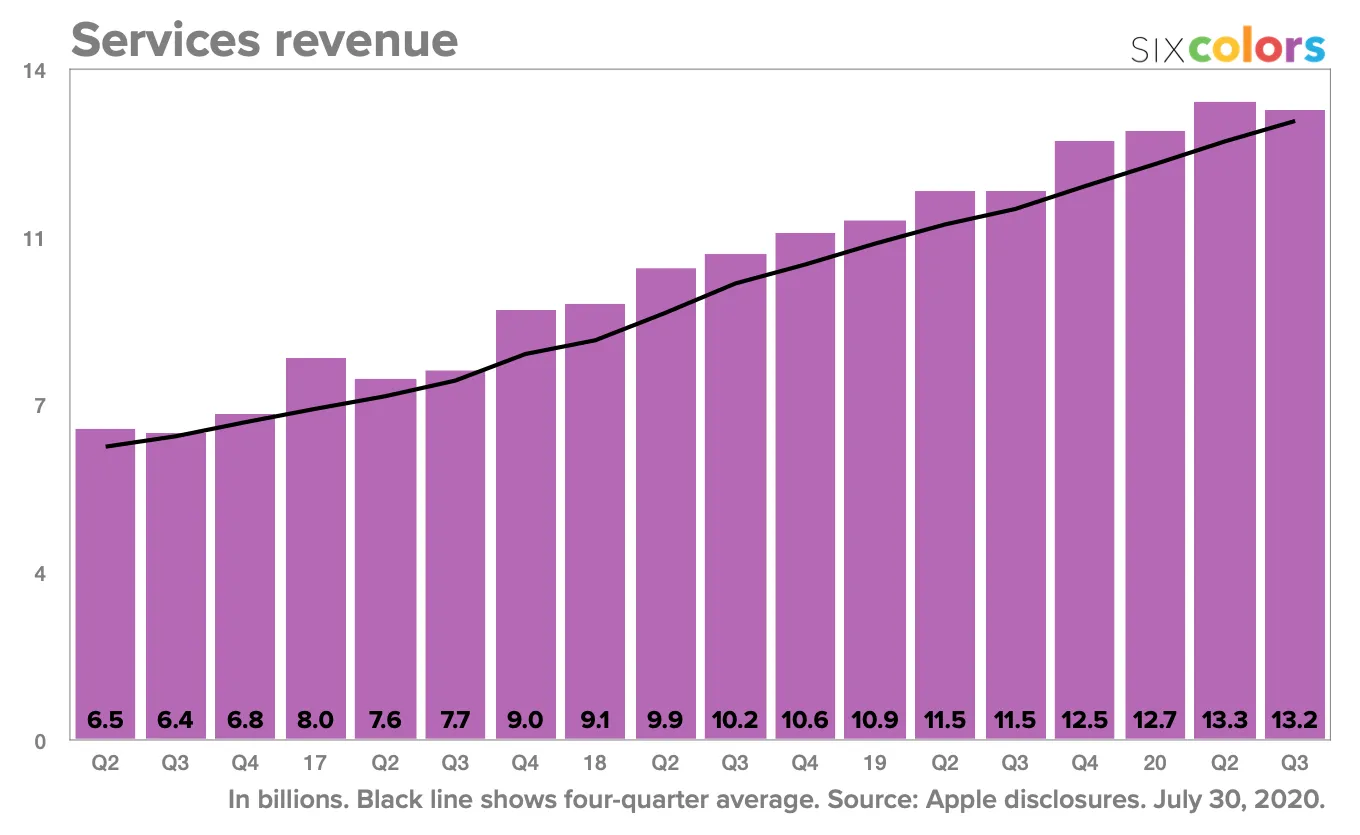 Services revenue
sixcolors
14
11
7
4
0
6.5 6.4 6.8 8.0 7.6 7.7 9.0 9.1 9.9 10.2 10.6 10.9 11.5 11.5 12.5 12.7 13.3 13.2
Q2 Q3 Q4 17 Q2 Q3 Q4 18 Q2 Q3 Q4 19 Q2 Q3 Q4 20 Q2 Q3
In billions. Black line shows four-quarter average. Source: Apple disclosures. July 30, 2020.